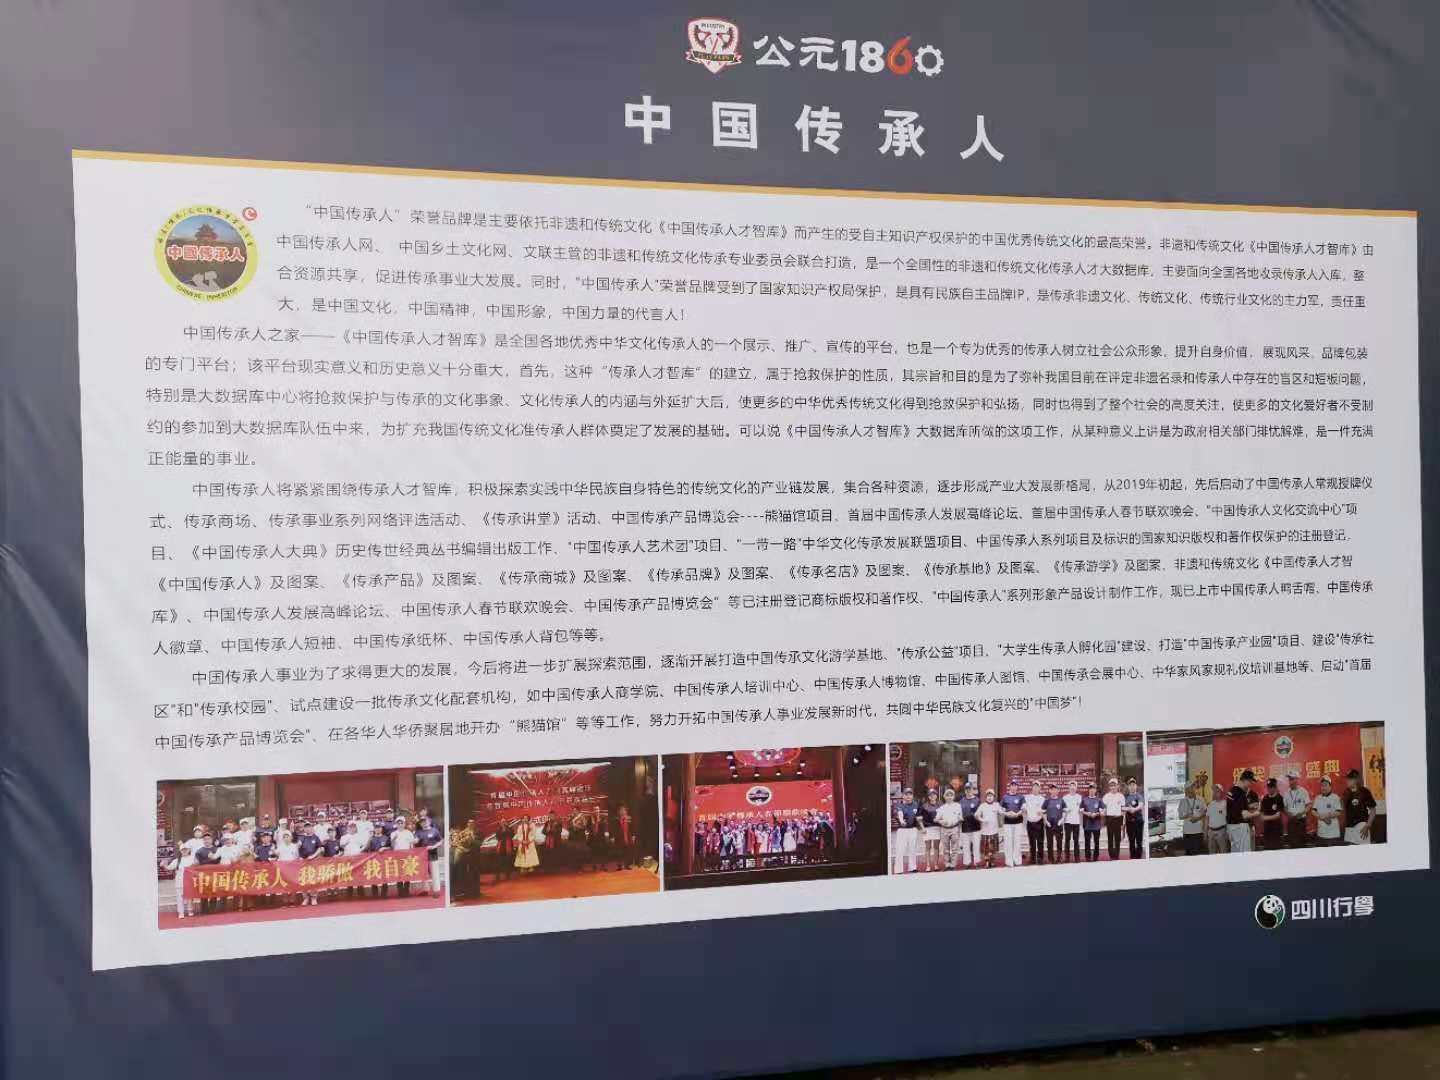 公元1860
中国传承人
中国传承人
CHINESE INHERITOR
“中国传承人”荣誉品牌是主要依托非遗和传统文化《中国传承人才智库》而产生的受自主知识产权保护的中国优秀传统文化的最高荣誉。非遗和传统文化《中国传承人才智库》由
中国传承人网、中国乡土文化网、文联主管的非遗和传统文化传承专业委员会联合打造，是一个全国性的非遗和传统文化传承人才大数据库，主要面向全国各地收录传承人入库，整
合资源共享，促进传承事业大发展。同时，“中国传承人”荣誉品牌受到了国家知识产权局保护，是具有民族自主品牌IP，是传承非遗文化、传统文化、传统行业文化的主力军，责任重
大，是中国文化，中国精神，中国形象，中国力量的代言人！
中国传承人之家——《中国传承人才智库》是全国各地优秀中华文化传承人的一个展示、推广、宣传的平台，也是一个专为优秀的传承人树立社会公众形象，提升自身价值，展现风采，品牌包装
的专门平台；该平台现实意义和历史意义十分重大，首先，这种“传承人才智库”的建立，属于抢救保护的性质，其宗旨和目的是为了弥补我国目前在评定非遗名录和传承人中存在的盲区和短板问题，
特别是大数据库中心将抢救保护与传承的文化事象、文化传承人的内涵与外延扩大后，使更多的中华优秀传统文化得到抢救保护和弘扬，同时也得到了整个社会的高度关注，使更多的文化爱好者不受制
约的参加到大数据库队伍中来，为扩充我国传统文化准传承人群体奠定了发展的基础。可以说《中国传承人才智库》大数据库所做的这项工作，从某种意义上讲是为政府相关部门排忧解难，是一件充满
正能量的事业。
中国传承人将紧紧围绕传承人才智库，积极探索实践中华民族自身特色的传统文化的产业链发展，集合各种资源，逐步形成产业大发展新格局，从2019年初起，先后启动了中国传承人常规授牌仪
式、传承商场、传承事业系列网络评选活动、《传承讲堂》活动、中国传承产品博览会----熊猫馆项目、首届中国传承人发展高峰论坛、首届中国传承人春节联欢晚会、“中国传承人文化交流中心”项
目、《中国传承人大典》历史传世经典丛书编辑出版工作、“中国传承人艺术团”项目、“一带一路”中华文化传承发展联盟项目、中国传承人系列项目及标识的国家知识版权和著作权保护的注册登记，
《中国传承人》及图案、《传承产品》及图案、《传承商城》及图案、《传承品牌》及图案、《传承名店》及图案、《传承基地》及图案、《传承游学》及图案、非遗和传统文化《中国传承人才智
库》、中国传承人发展高峰论坛、中国传承人春节联欢晚会、中国传承产品博览会”等已注册登记商标版权和著作权、“中国传承人”系列形象产品设计制作工作，现已上市中国传承人鸭舌帽、中国传承
人徽章、中国传承人短袖、中国传承纸杯、中国传承人背包等等。
中国传承人事业为了求得更大的发展，今后将进一步扩展探索范围，逐渐开展打造中国传承文化游学基地、“传承公益”项目、“大学生传承人孵化园”建设、打造“中国传承产业园”项目、建设“传承社
区”和“传承校园”、试点建设一批传承文化配套机构，如中国传承人商学院、中国传承人培训中心、中国传承人博物馆、中国传承人图馆、中国传承会展中心、中华家风家规礼仪培训基地等、启动“首届
中国传承产品博览会”、在各华人华侨聚居地开办“熊猫馆”等等工作，努力开拓中国传承人事业发展新时代，共圆中华民族文化复兴的“中国梦”！
中国传承人 我骄傲 我自豪
四川行學